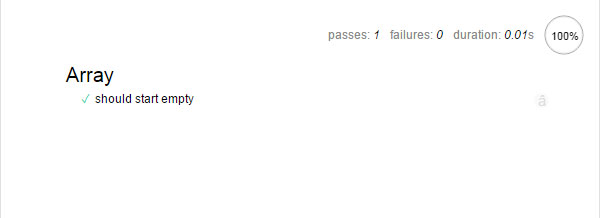 passes: 1 failures: 0 duration: 0.01s 100%
Array
✓ should start empty
â